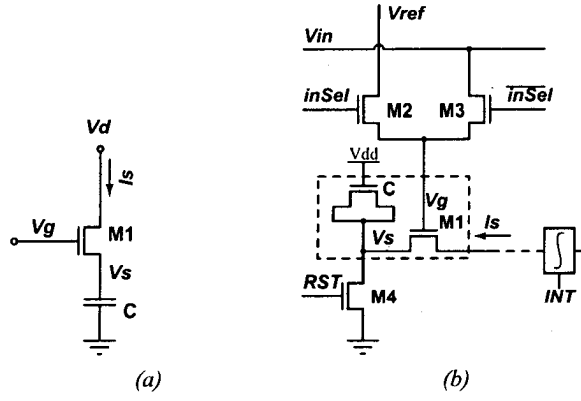 Vd
Is
Vg
M1
Vs
C
(a)
Vref
Vin
inSel
M2
M3
inSel
Vdd
C
Vg
M1
Vs
Is
RST
M4
∫
INT
(b)